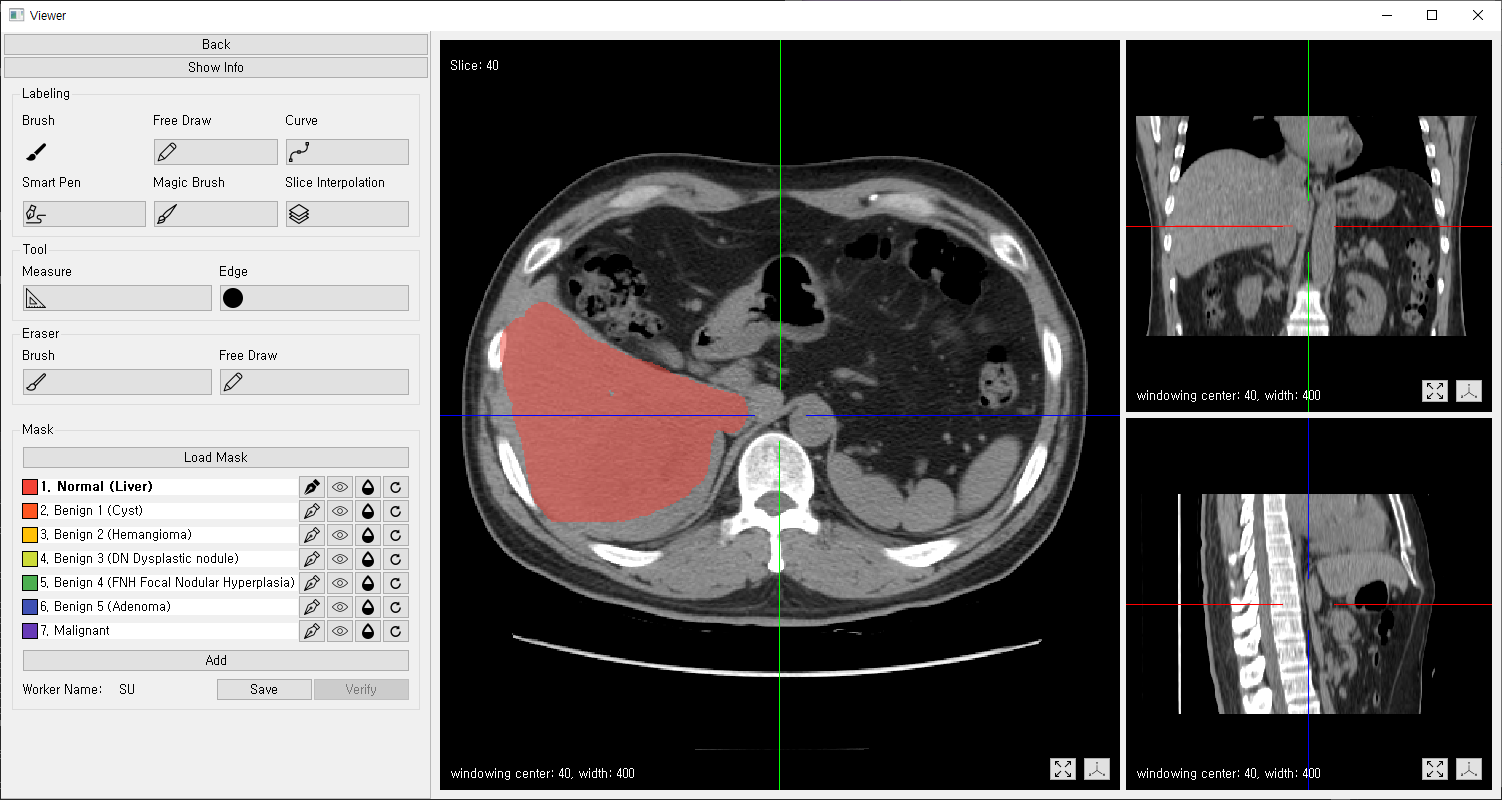 Viewer
Back
Show Info
Labeling
Brush Free Draw Curve
Smart Pen Magic Brush Slice Interpolation
Tool
Measure Edge
Eraser
Brush Free Draw
Mask
Load Mask
1. Normal (Liver)
2. Benign 1 (Cyst)
3. Benign 2 (Hemangioma)
4. Benign 3 (DN Dysplastic nodule)
5. Benign 4 (FNH Focal Nodular Hyperplasia)
6. Benign 5 (Adenoma)
7. Malignant
Add
Worker Name: SU Save Verify
Slice: 40
windowing center: 40, width: 400
windowing center: 40, width: 400
windowing center: 40, width: 400